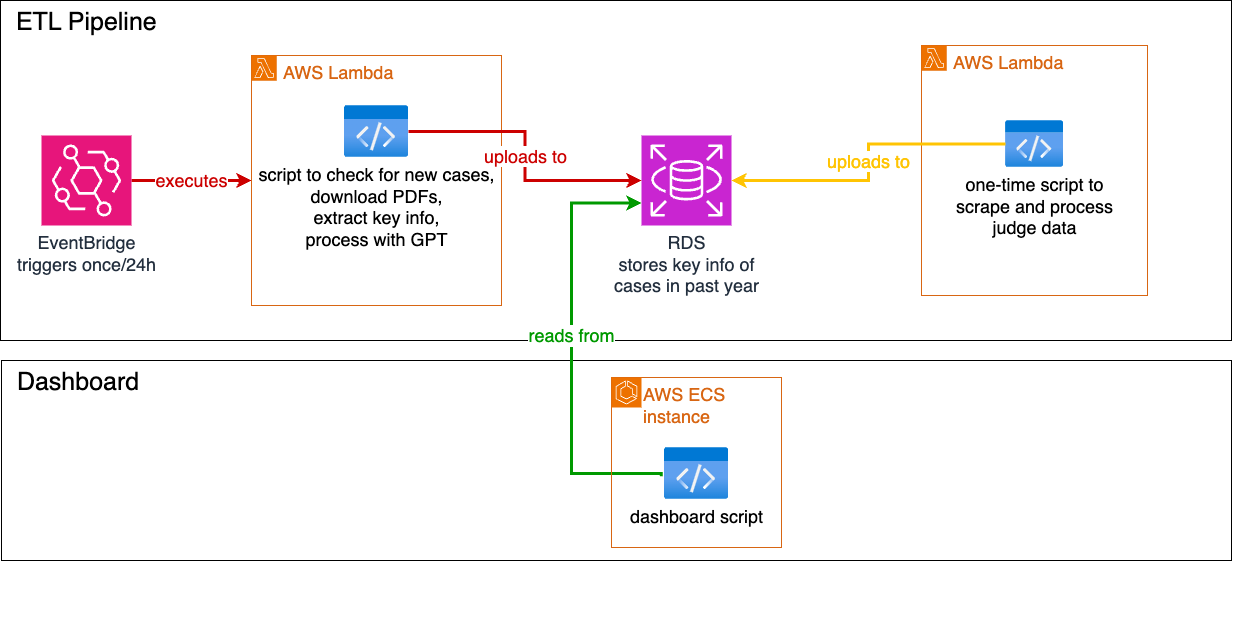 ETL Pipeline
AWS Lambda
script to check for new cases,
download PDFs,
extract key info,
process with GPT
EventBridge
triggers once/24h
executes
uploads to
RDS
stores key info of
cases in past year
uploads to
AWS Lambda
one-time script to
scrape and process
judge data
reads from
Dashboard
AWS ECS
instance
dashboard script